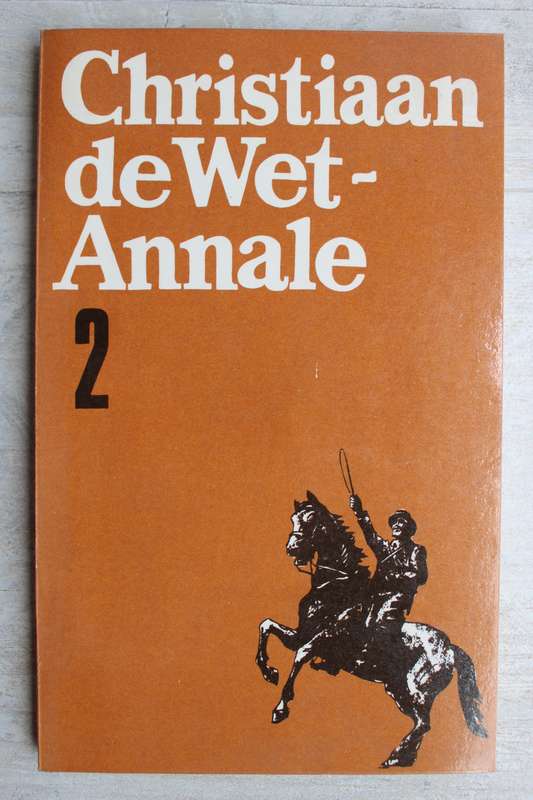 Christiaan
de Wet-
Annale
2